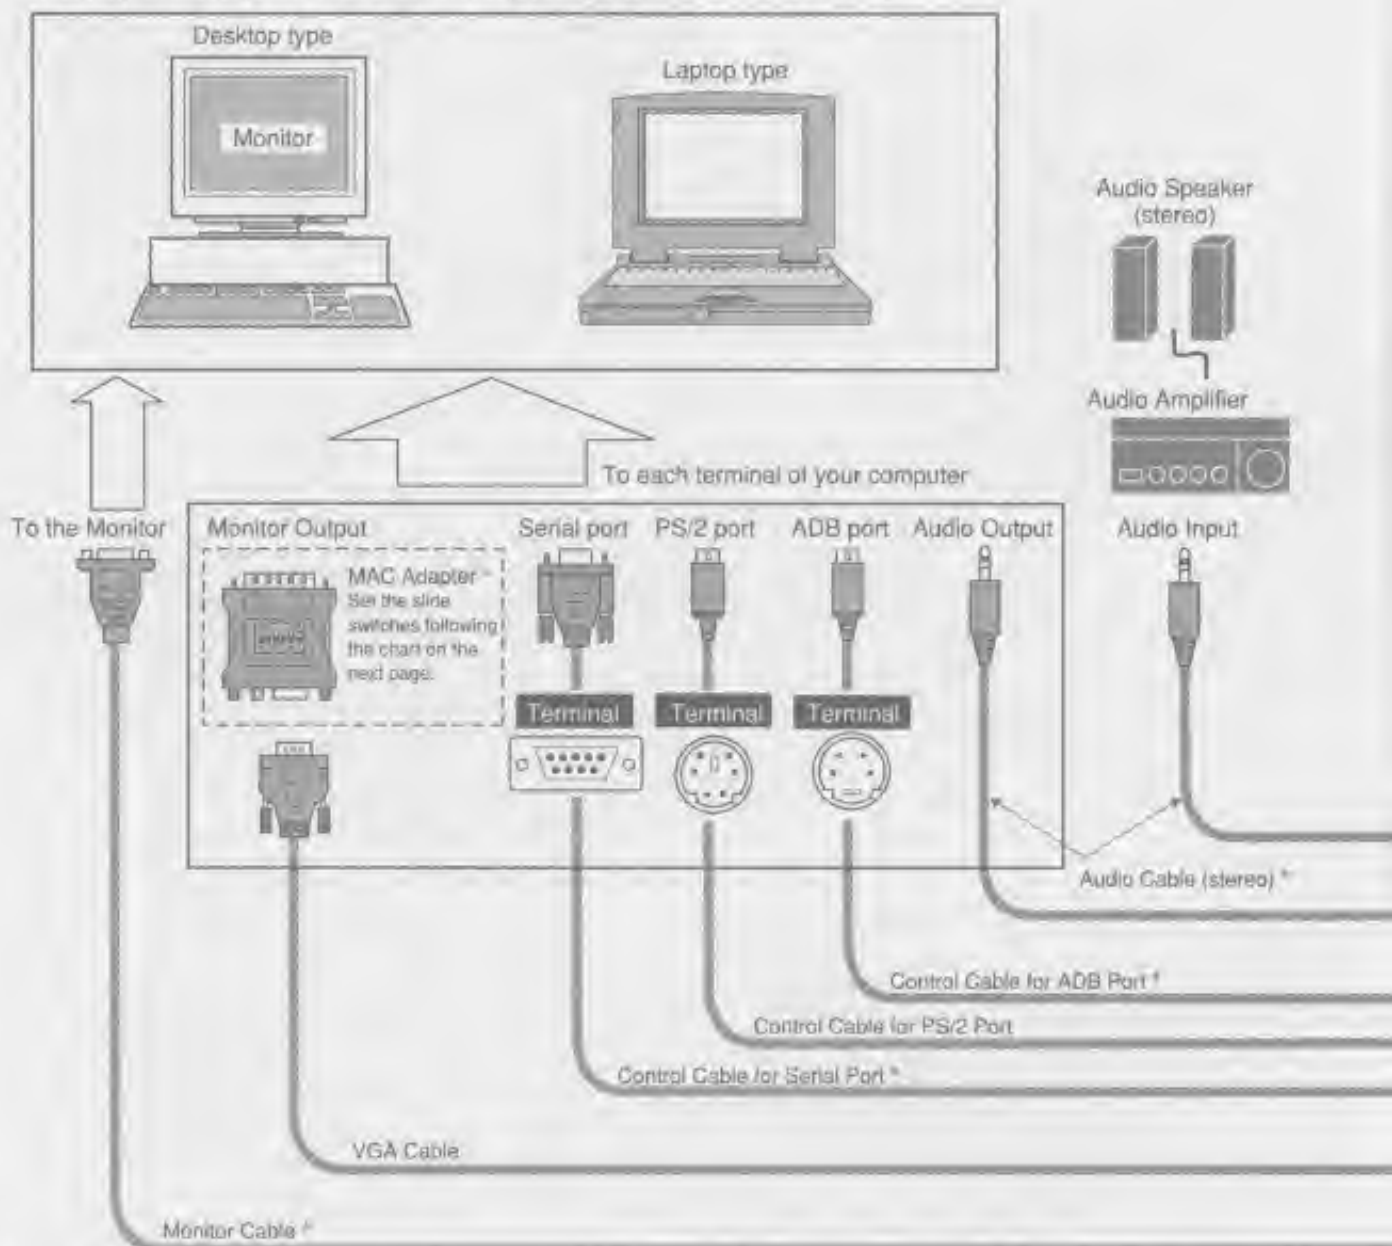 Desktop type
Monitor
Laptop type
Audio Speaker
(stereo)
Audio Amplifier
To each terminal of your computer
To the Monitor
Monitor Output
Serial port
PS/2 port
ADB port
Audio Output
Audio Input
MAC Adapter *
Set the slide
switches following
the chart on the
next page.
Terminal
Terminal
Terminal
Audio Cable (stereo) *
Control Cable for ADB Port *
Control Cable for PS/2 Port
Control Cable for Serial Port *
VGA Cable
Monitor Cable *